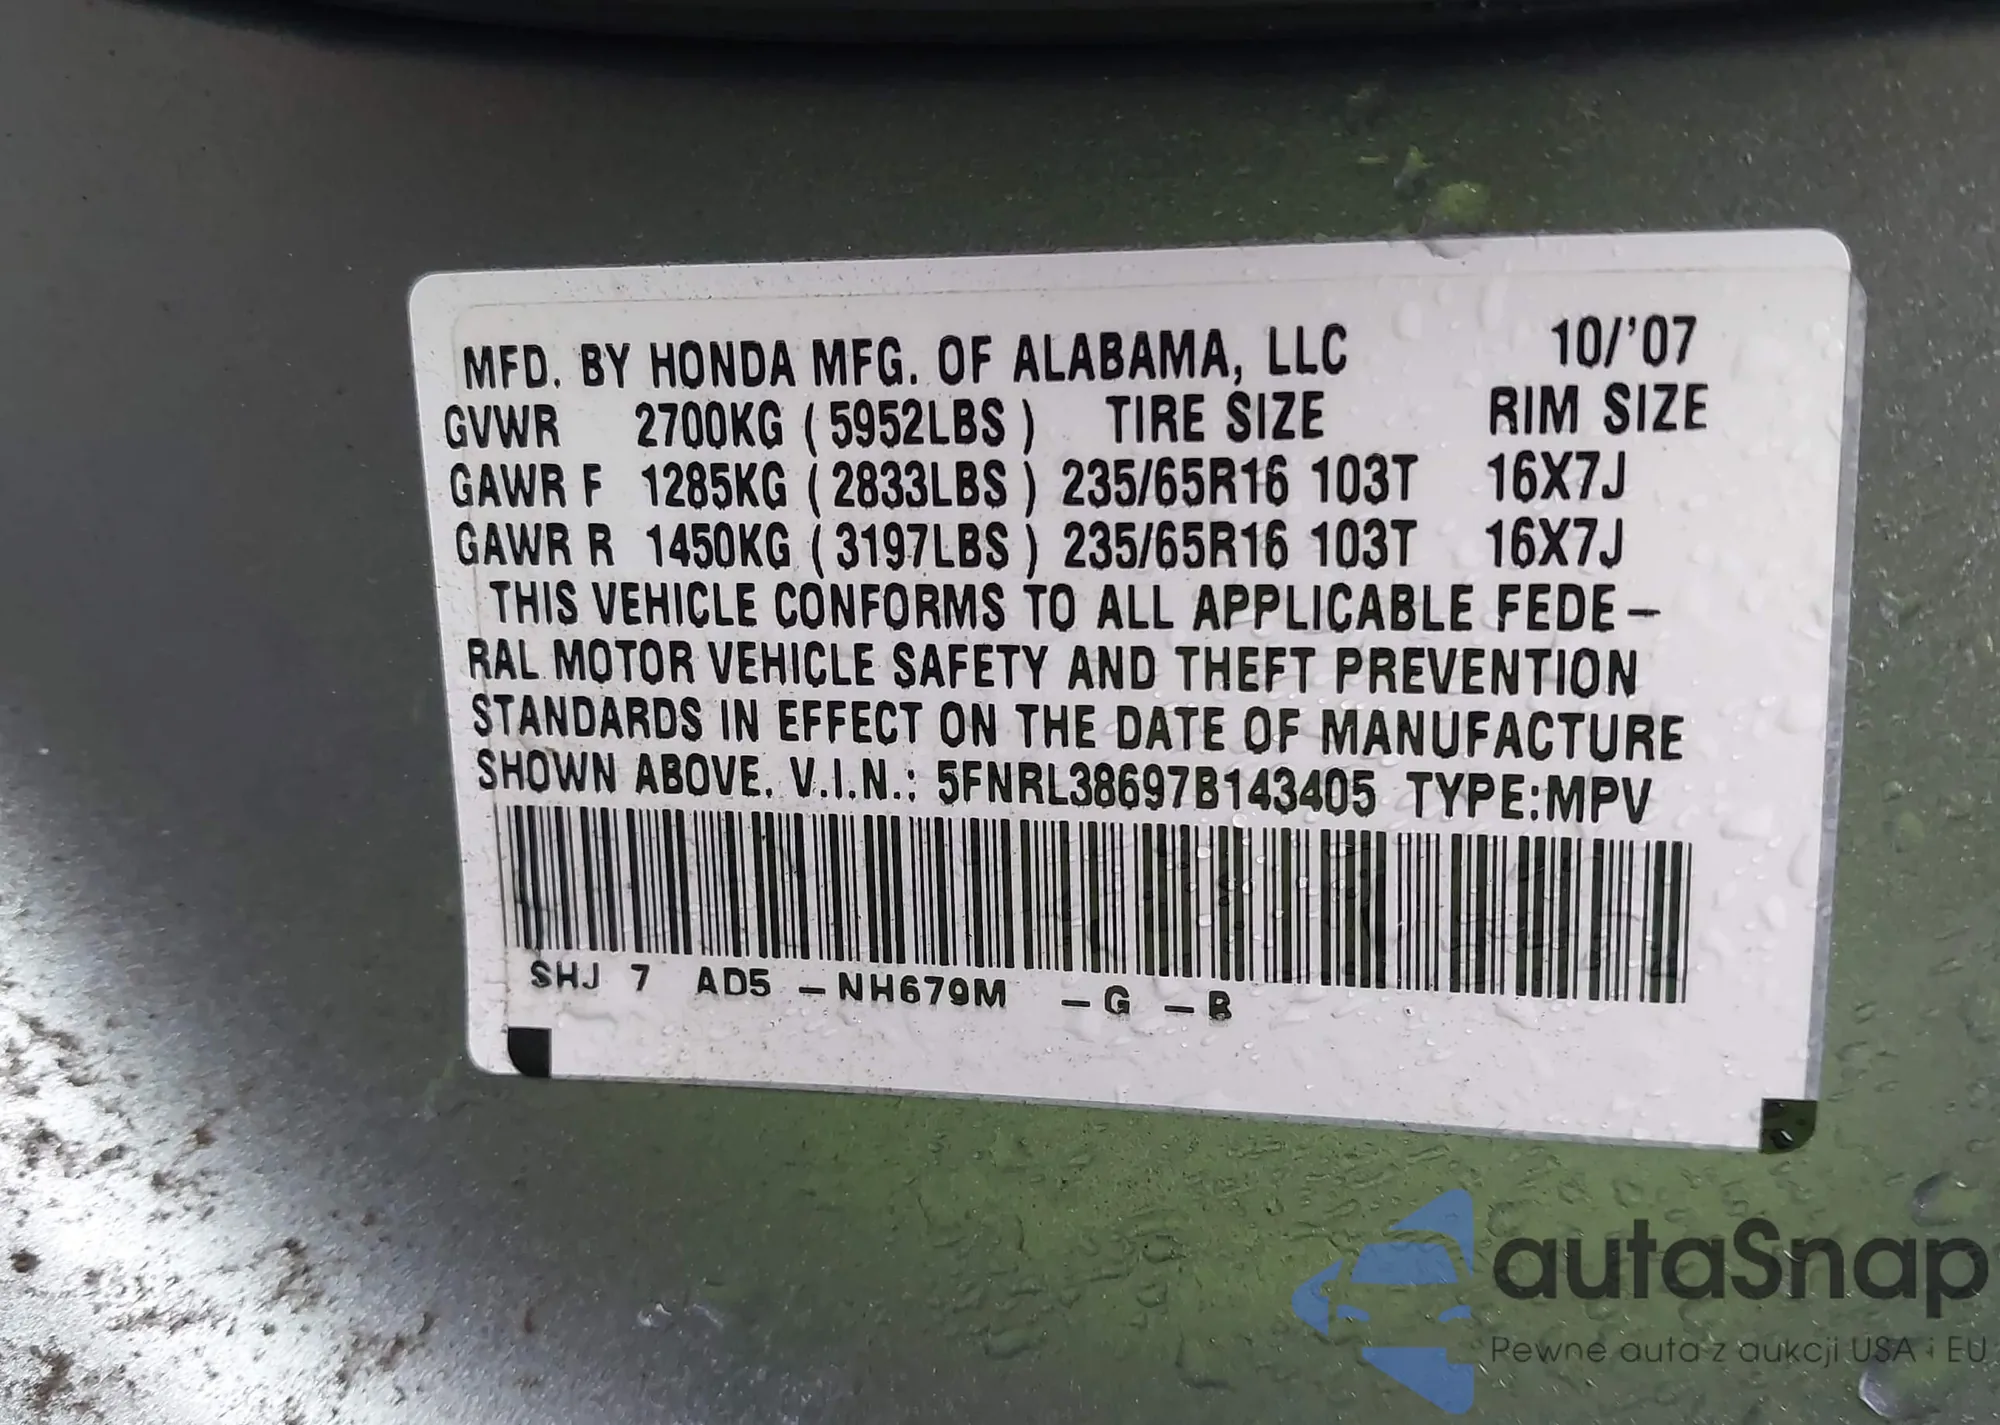 MFD. BY HONDA MFG. OF ALABAMA, LLC 10/'07
GVWR 2700KG (5952LBS) TIRE SIZE RIM SIZE
GAWR F 1285KG (2833LBS) 235/65R16 103T 16X7J
GAWR R 1450KG (3197LBS) 235/65R16 103T 16X7J
THIS VEHICLE CONFORMS TO ALL APPLICABLE FEDE–
RAL MOTOR VEHICLE SAFETY AND THEFT PREVENTION
STANDARDS IN EFFECT ON THE DATE OF MANUFACTURE
SHOWN ABOVE. V.I.N.: 5FNRL38697B143405 TYPE:MPV
SHJ 7 AD5 –NH679M –G –B
autaSnap
Pewne auta z aukcji USA i EU